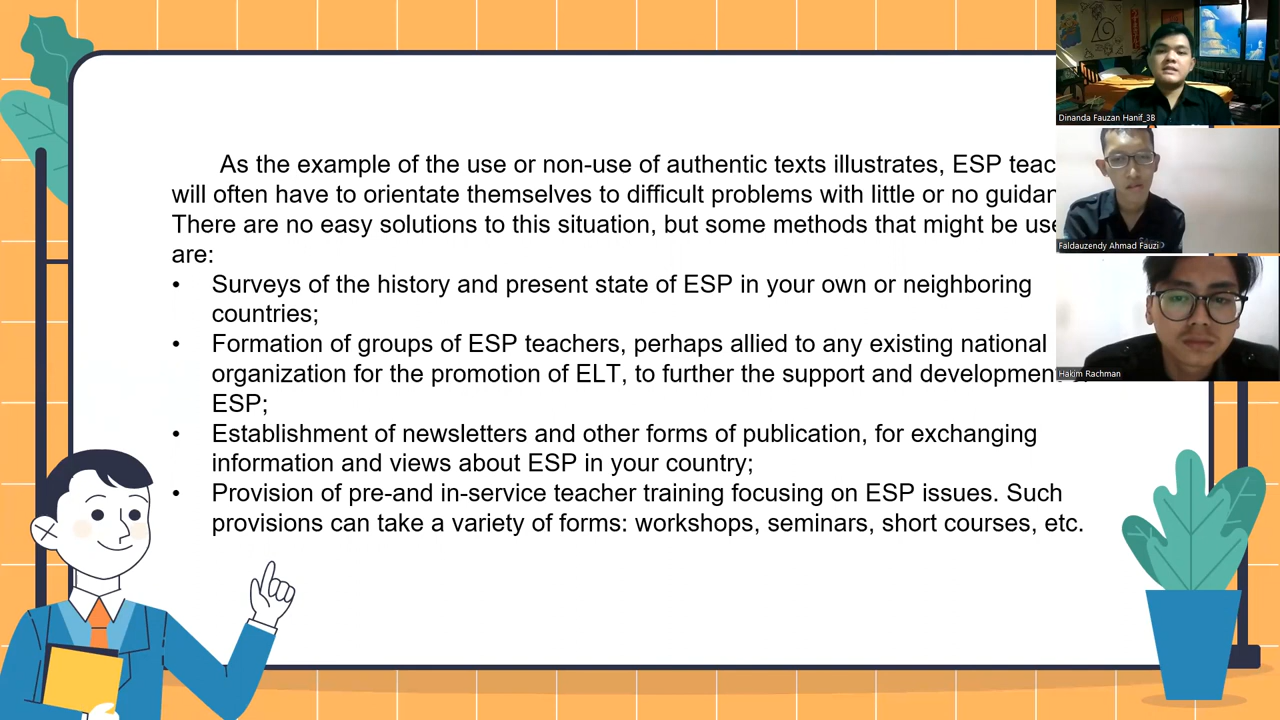 As the example of the use or non-use of authentic texts illustrates, ESP
will often have to orientate themselves to difficult problems with little or no
There are no easy solutions to this situation, but some methods that might be
are:
• Surveys of the history and present state of ESP in your own or neighboring
countries;
• Formation of groups of ESP teachers, perhaps allied to any existing national
organization for the promotion of ELT, to further the support and development
ESP;
• Establishment of newsletters and other forms of publication, for exchanging
information and views about ESP in your country;
• Provision of pre-and in-service teacher training focusing on ESP issues. Such
provisions can take a variety of forms: workshops, seminars, short courses, etc.
Dinanda Fauzan Hanif_3B
Faldauzendy Ahmad Fauzi
Hakim Rachman